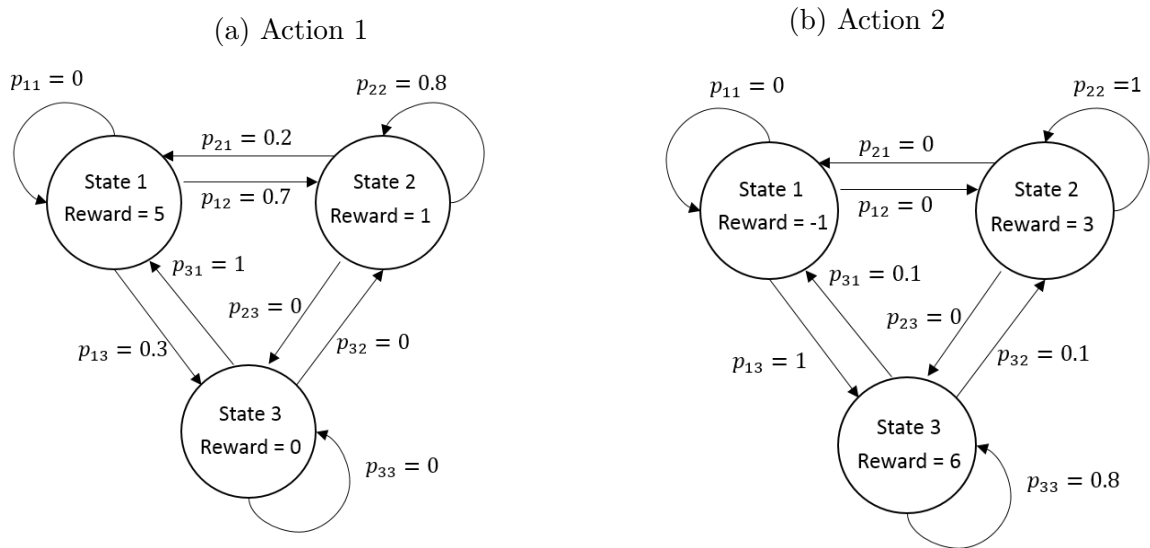 (a) Action 1
p₁₁ = 0
p₂₂ = 0.8
p₂₁ = 0.2
State 1
Reward = 5
p₁₂ = 0.7
State 2
Reward = 1
p₃₁ = 1
p₂₃ = 0
p₁₃ = 0.3
p₃₂ = 0
State 3
Reward = 0
p₃₃ = 0
(b) Action 2
p₁₁ = 0
p₂₂ =1
p₂₁ = 0
State 1
Reward = -1
p₁₂ = 0
State 2
Reward = 3
p₃₁ = 0.1
p₂₃ = 0
p₁₃ = 1
p₃₂ = 0.1
State 3
Reward = 6
p₃₃ = 0.8